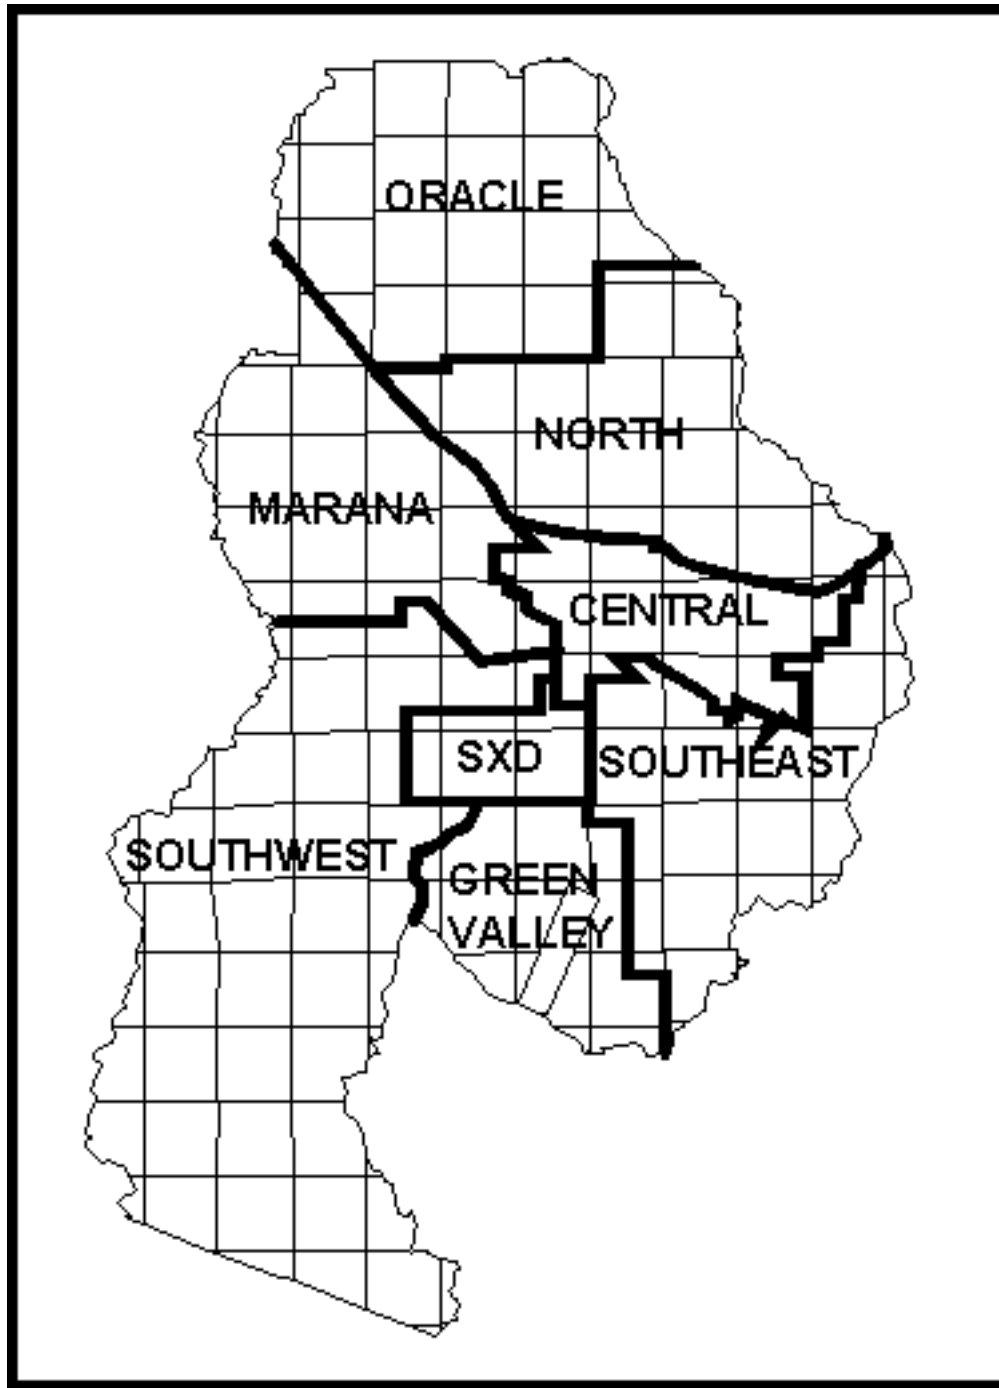 ORACLE
NORTH
MARANA
CENTRAL
SXD
SOUTHEAST
SOUTHWEST
GREEN
VALLEY